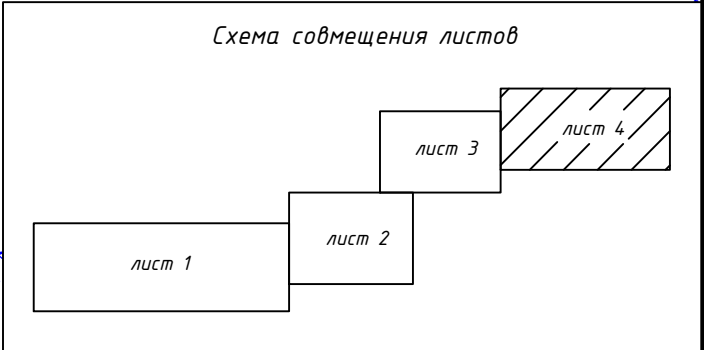 Схема совмещения листов
лист 4
лист 3
лист 2
лист 1